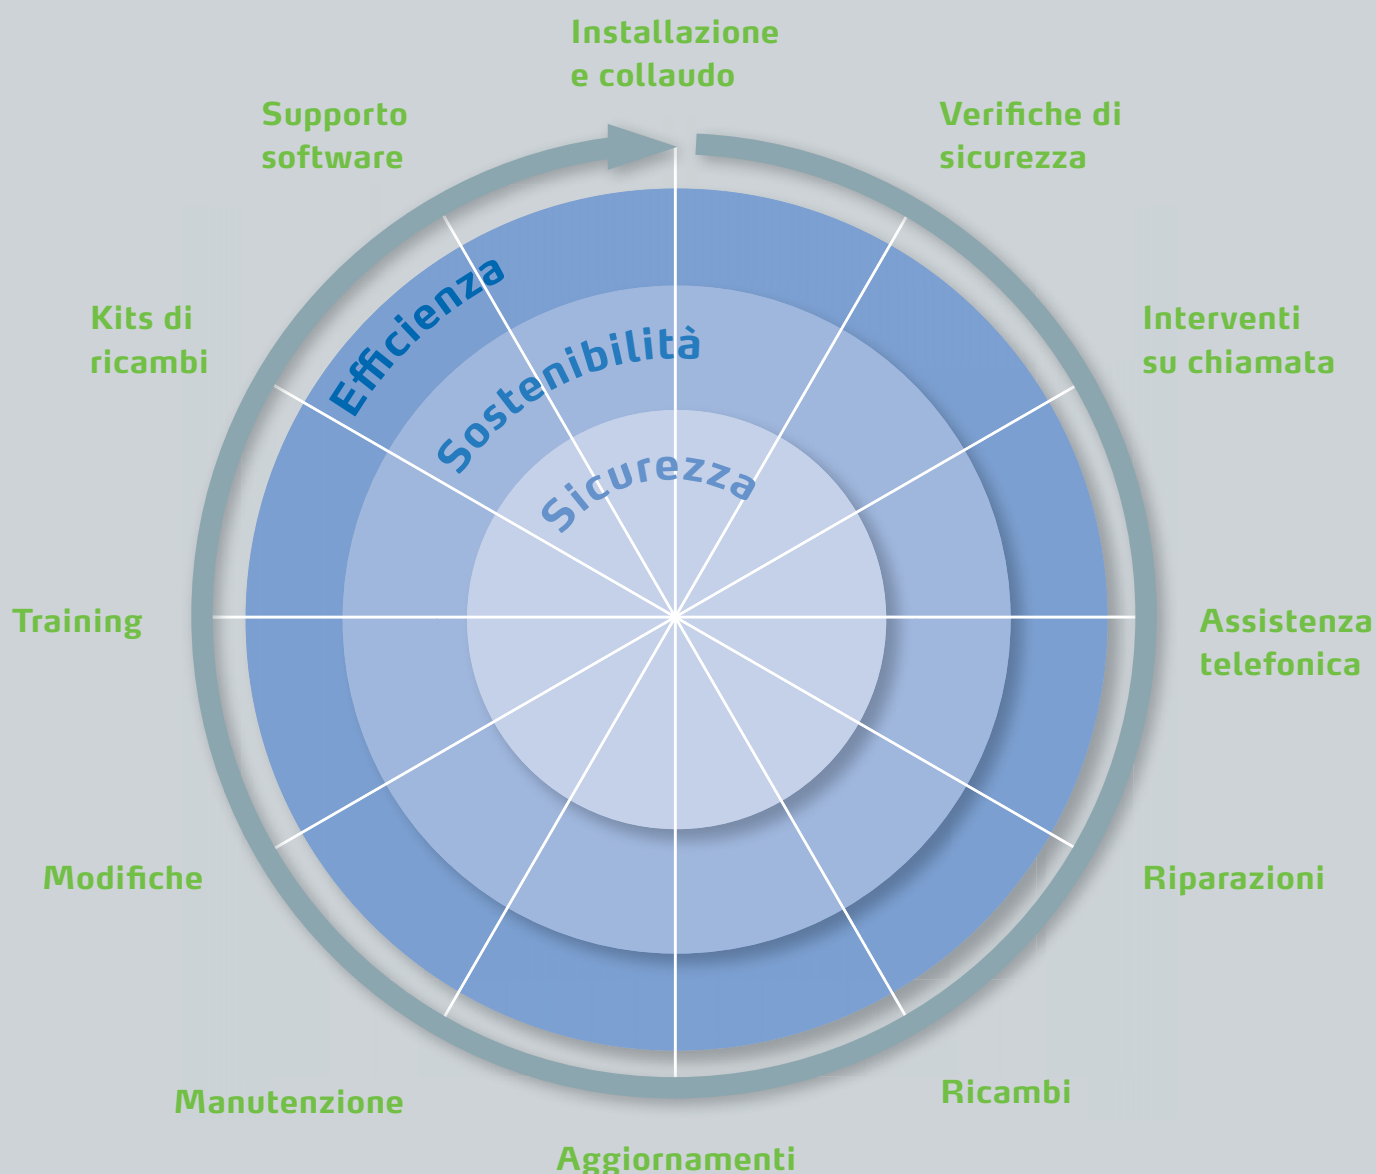 Installazione
e collaudo
Supporto
software
Verifiche di
sicurezza
Kits di
ricambi
Efficienza
Sostenibilità
Sicurezza
Interventi
su chiamata
Training
Assistenza
telefonica
Modifiche
Riparazioni
Manutenzione
Ricambi
Aggiornamenti